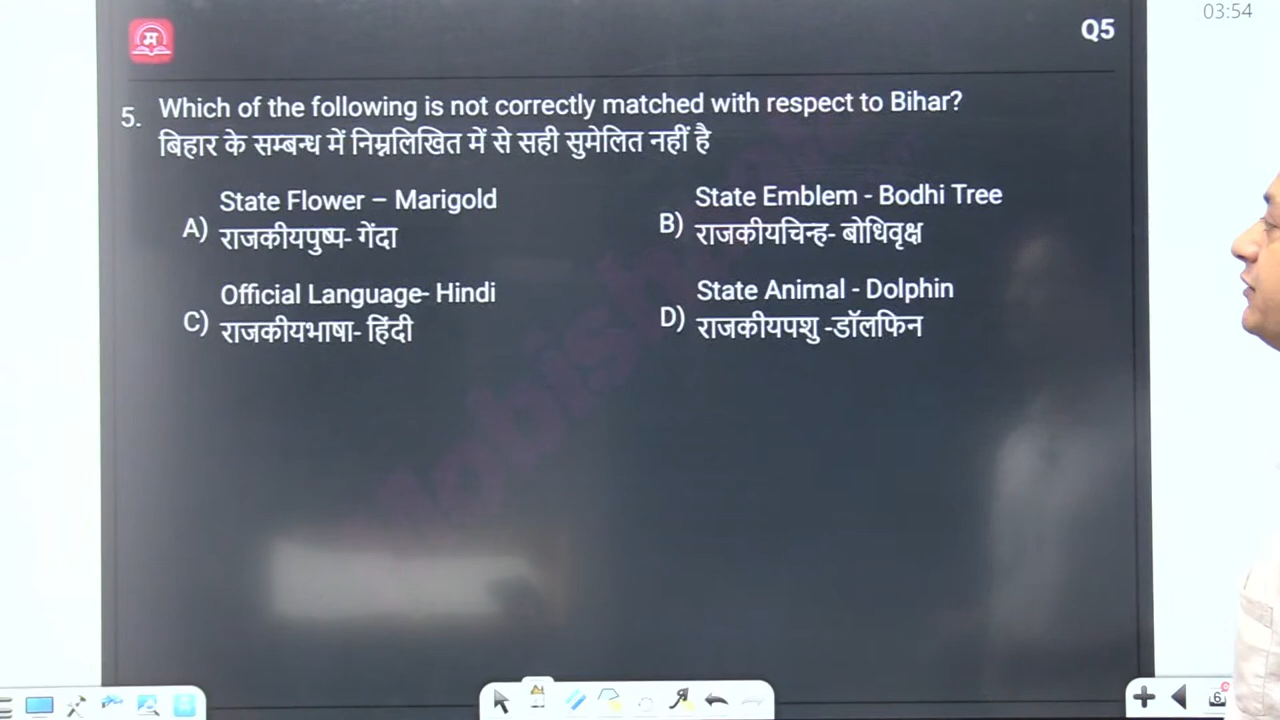 03:54
म
Q5
5. Which of the following is not correctly matched with respect to Bihar?
बिहार के सम्बन्ध में निम्नलिखित में से सही सुमेलित नहीं है
A) State Flower – Marigold
राजकीयपुष्प- गेंदा
B) State Emblem - Bodhi Tree
राजकीयचिन्ह- बोधिवृक्ष
C) Official Language- Hindi
राजकीयभाषा- हिंदी
D) State Animal - Dolphin
राजकीयपशु -डॉलफिन
6